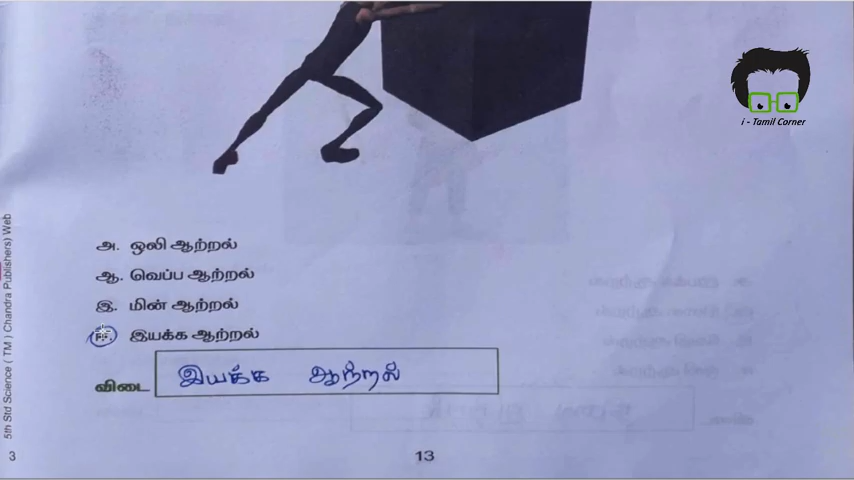 i - Tamil Corner
அ. ஒலி ஆற்றல்
ஆ. வெப்ப ஆற்றல்
இ. மின் ஆற்றல்
ஈ. இயக்க ஆற்றல்
விடை இயக்க ஆற்றல்
5th Std Science ( TM ) Chandra Publishers) Web
3
13